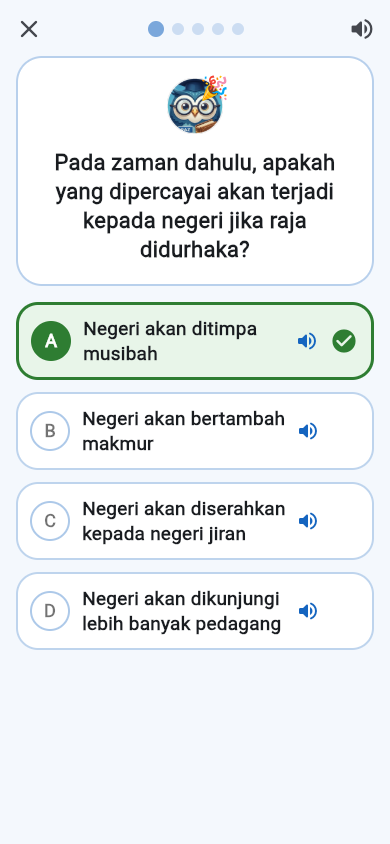 Pada zaman dahulu, apakah
yang dipercayai akan terjadi
kepada negeri jika raja
didurhaka?
A
Negeri akan ditimpa
musibah
B
Negeri akan bertambah
makmur
C
Negeri akan diserahkan
kepada negeri jiran
D
Negeri akan dikunjungi
lebih banyak pedagang